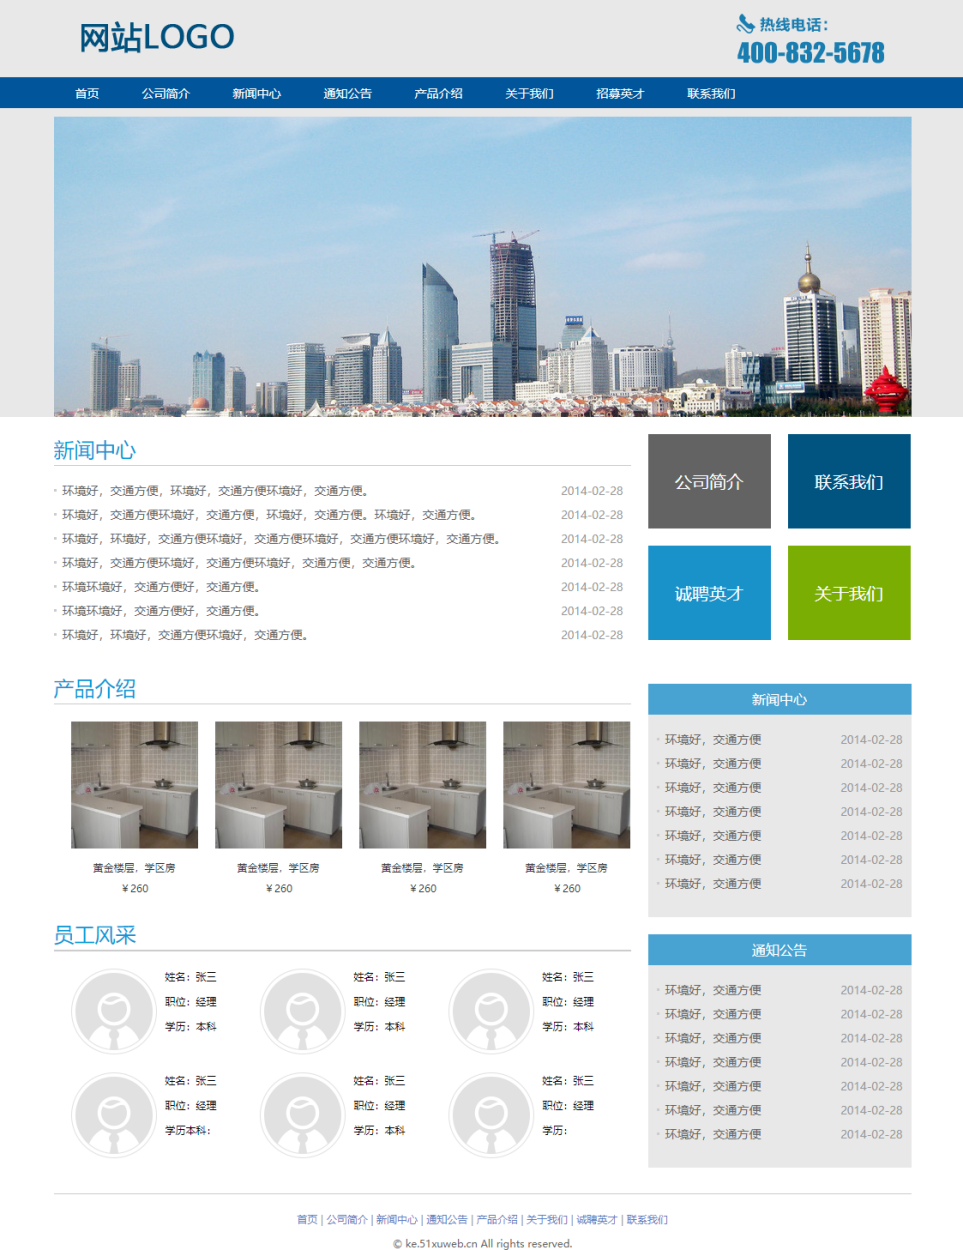 网站LOGO
热线电话：
400-832-5678
首页 公司简介 新闻中心 通知公告 产品介绍 关于我们 招募英才 联系我们
新闻中心
环境好，交通方便，环境好，交通方便环境好，交通方便。 2014-02-28
环境好，交通方便环境好，交通方便，环境好，交通方便。环境好，交通方便。 2014-02-28
环境好，环境好，交通方便环境好，交通方便环境好，交通方便环境好，交通方便。 2014-02-28
环境好，交通方便环境好，交通方便环境好，交通方便，交通方便。 2014-02-28
环境环境好，交通方便好，交通方便。 2014-02-28
环境环境好，交通方便好，交通方便。 2014-02-28
环境好，环境好，交通方便环境好，交通方便。 2014-02-28
公司简介
联系我们
诚聘英才
关于我们
产品介绍
黄金楼层，学区房
¥260
黄金楼层，学区房
¥260
黄金楼层，学区房
¥260
黄金楼层，学区房
¥260
新闻中心
环境好，交通方便 2014-02-28
环境好，交通方便 2014-02-28
环境好，交通方便 2014-02-28
环境好，交通方便 2014-02-28
环境好，交通方便 2014-02-28
环境好，交通方便 2014-02-28
环境好，交通方便 2014-02-28
员工风采
姓名：张三
职位：经理
学历：本科
姓名：张三
职位：经理
学历：本科
姓名：张三
职位：经理
学历：本科
姓名：张三
职位：经理
学历本科：
姓名：张三
职位：经理
学历：本科
姓名：张三
职位：经理
学历：
通知公告
环境好，交通方便 2014-02-28
环境好，交通方便 2014-02-28
环境好，交通方便 2014-02-28
环境好，交通方便 2014-02-28
环境好，交通方便 2014-02-28
环境好，交通方便 2014-02-28
环境好，交通方便 2014-02-28
首页 | 公司简介 | 新闻中心 | 通知公告 | 产品介绍 | 关于我们 | 诚聘英才 | 联系我们
© ke.51xuweb.cn All rights reserved.